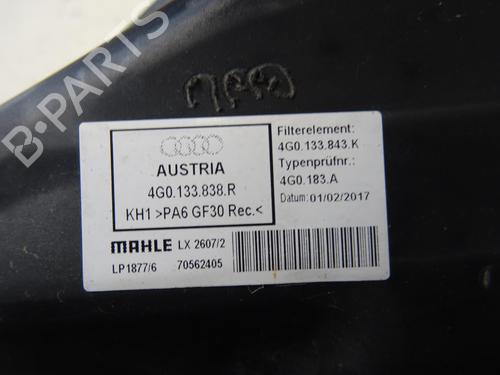 AUSTRIA
4G0.133.838.R
KH1 >PA6 GF30 Rec.<
Filterelement:
4G0.133.843.K
Typenprüfnr.:
4G0.183.A
Datum: 01/02/2017
MAHLE LX 2607/2
LP1877/6 70562405